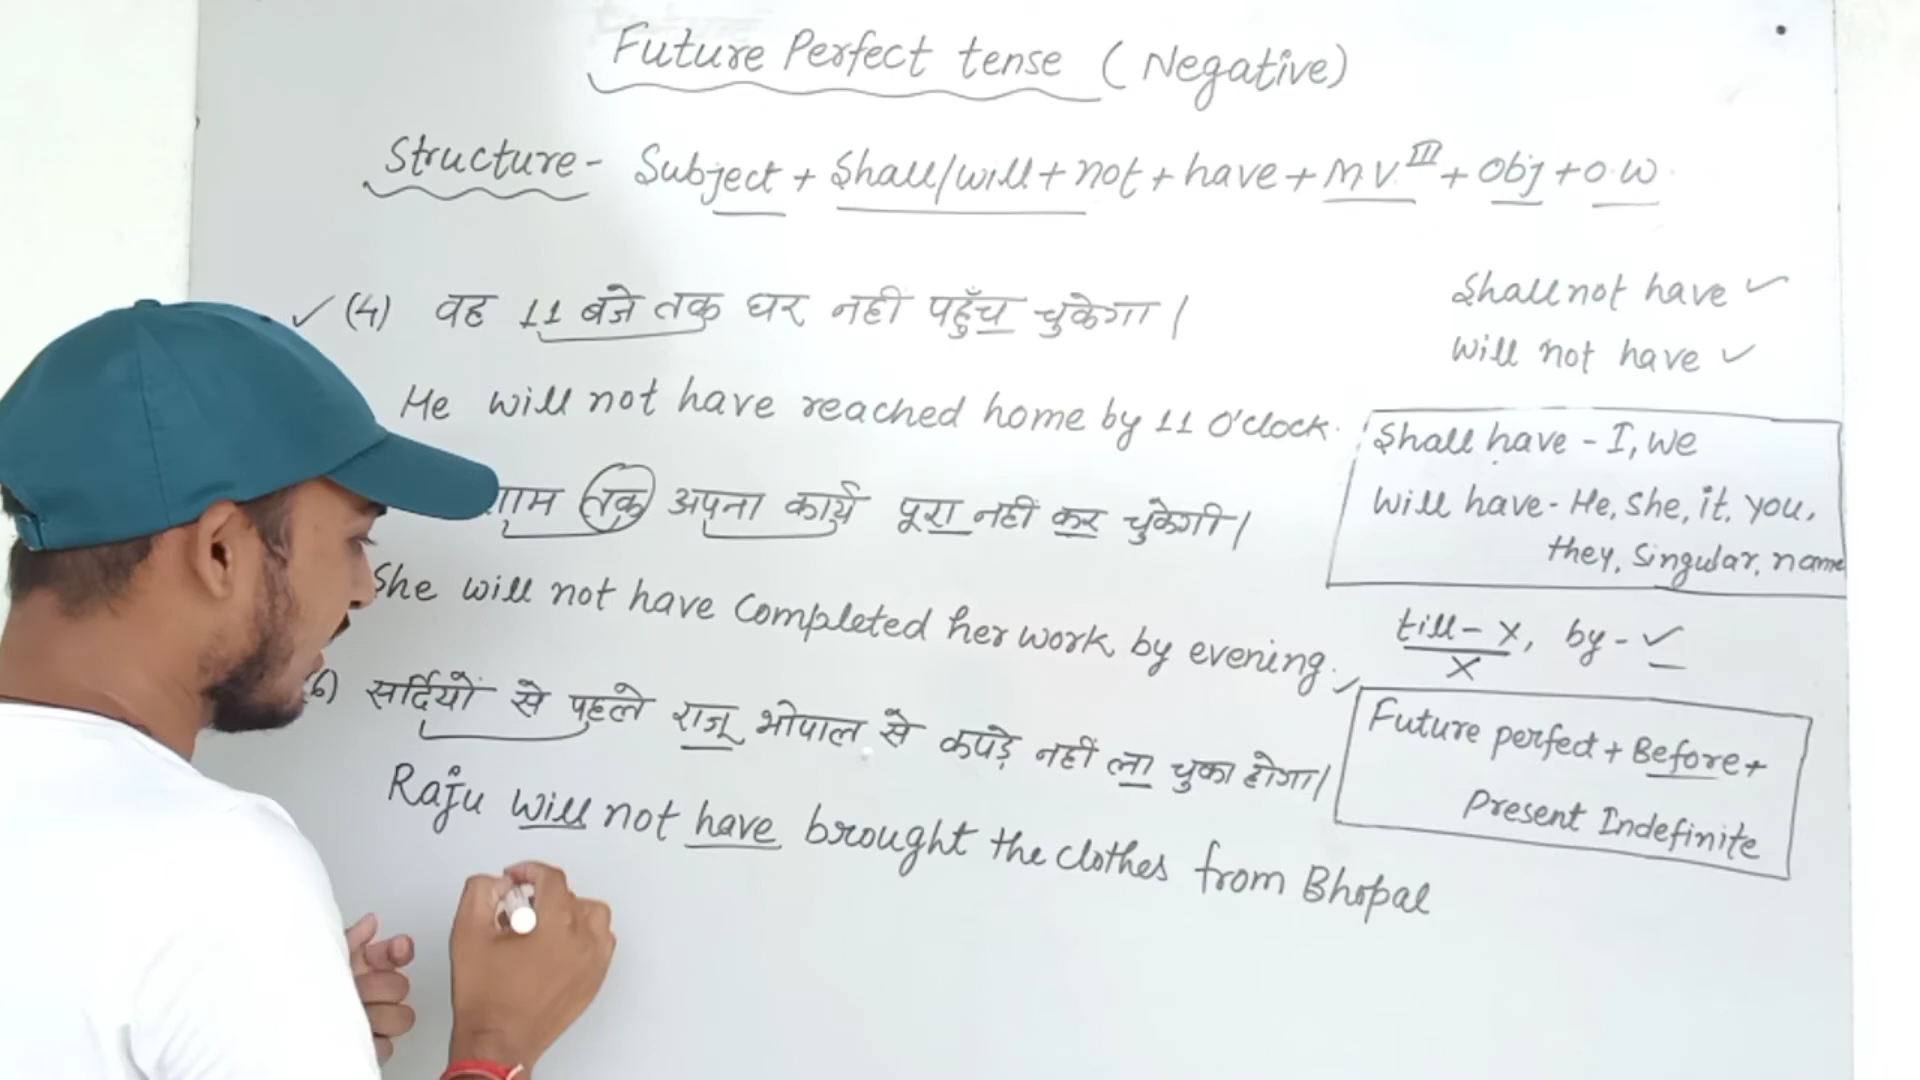 Future Perfect tense (Negative)
Structure - Subject + Shall/will + not + have + M.V.III + Obj + O.W.
(4) वह 11 बजे तक घर नहीं पहुँच चुकेगा।
He will not have reached home by 11 O'clock.
तक अपना कार्य पूरा नहीं कर चुकेगी।
She will not have Completed her work by evening.
6) सर्दियों से पहले राजू भोपाल से कपड़े नहीं ला चुका होगा।
Raju will not have brought the clothes from Bhopal
Shall not have ✓
Will not have ✓
Shall have - I, We
Will have - He, She, it, you,
they, Singular, name
till - x, by - ✓
x
Future perfect + Before +
Present Indefinite